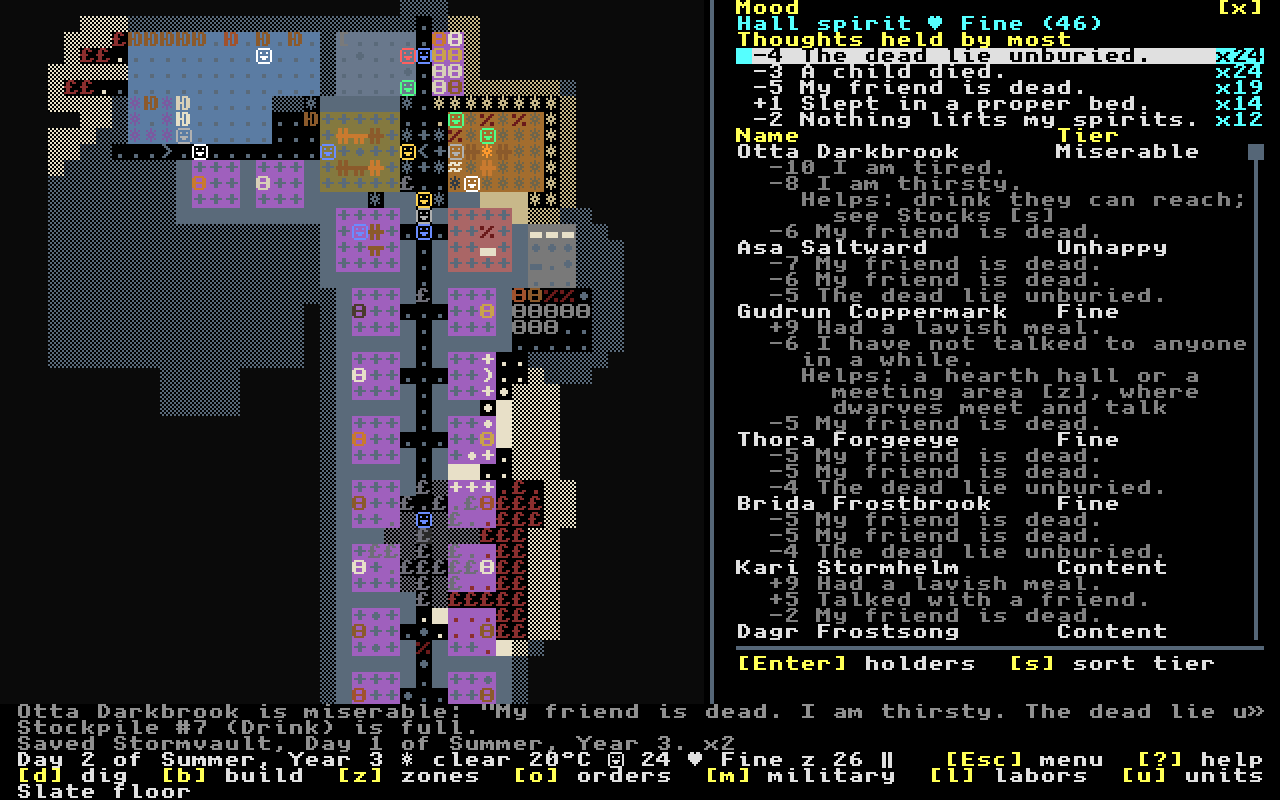 Mood [x]
Hall spirit ♥ Fine (46)
Thoughts held by most
-4 The dead lie unburied. x24
-3 A child died. x24
-5 My friend is dead. x19
+1 Slept in a proper bed. x14
-2 Nothing lifts my spirits. x12
Name Tier
Otta Darkbrook Miserable
-10 I am tired.
-8 I am thirsty.
Helps: drink they can reach;
see Stocks [s]
-6 My friend is dead.
Asa Saltward Unhappy
-7 My friend is dead.
-6 My friend is dead.
-5 The dead lie unburied.
Gudrun Coppermark Fine
+9 Had a lavish meal.
-6 I have not talked to anyone
in a while.
Helps: a hearth hall or a
meeting area [z], where
dwarves meet and talk
-5 My friend is dead.
Thora Forgeeye Fine
-5 My friend is dead.
-5 My friend is dead.
-4 The dead lie unburied.
Brida Frostbrook Fine
-5 My friend is dead.
-5 My friend is dead.
-4 The dead lie unburied.
Kari Stormhelm Content
+9 Had a lavish meal.
+5 Talked with a friend.
-2 My friend is dead.
Dagr Frostsong Content
[Enter] holders [s] sort tier
Otta Darkbrook is miserable: "My friend is dead. I am thirsty. The dead lie u»
Stockpile #7 (Drink) is full.
Saved Stormvault, Day 1 of Summer, Year 3. x2
Day 2 of Summer, Year 3 ☼ clear 20°C ☺ 24 ♥ Fine z 26 ‖ [Esc] menu [?] help
[d] dig [b] build [z] zones [o] orders [m] military [l] labors [u] units
Slate floor